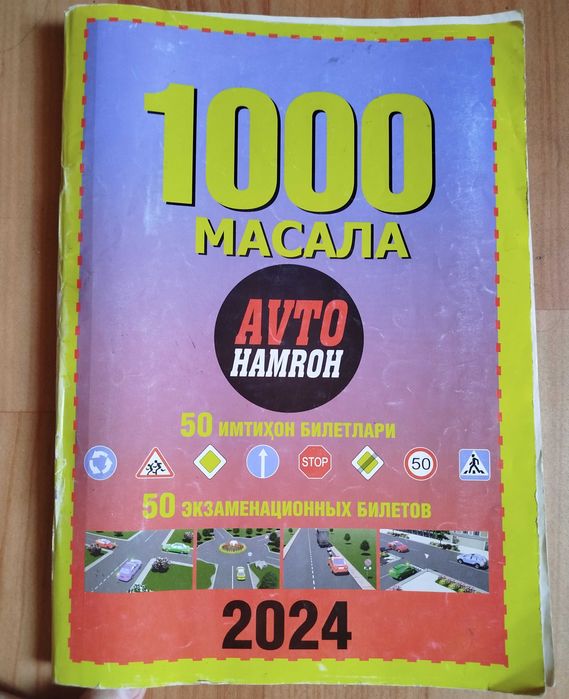 1000
МАСАЛА
AVTO
HAMROH
50 ИМТИҲОН БИЛЕТЛАРИ
STOP
50
50 ЭКЗАМЕНАЦИОННЫХ БИЛЕТОВ
2024